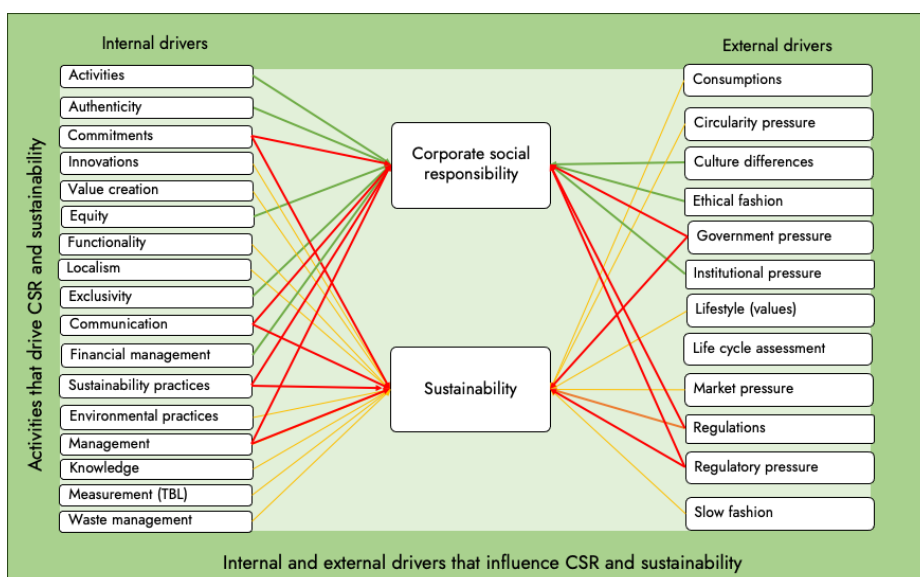 Internal drivers
External drivers
Activities that drive CSR and sustainability
Activities
Authenticity
Commitments
Innovations
Value creation
Equity
Functionality
Localism
Exclusivity
Communication
Financial management
Sustainability practices
Environmental practices
Management
Knowledge
Measurement (TBL)
Waste management
Corporate social
responsibility
Sustainability
Consumptions
Circularity pressure
Culture differences
Ethical fashion
Government pressure
Institutional pressure
Lifestyle (values)
Life cycle assessment
Market pressure
Regulations
Regulatory pressure
Slow fashion
Internal and external drivers that influence CSR and sustainability